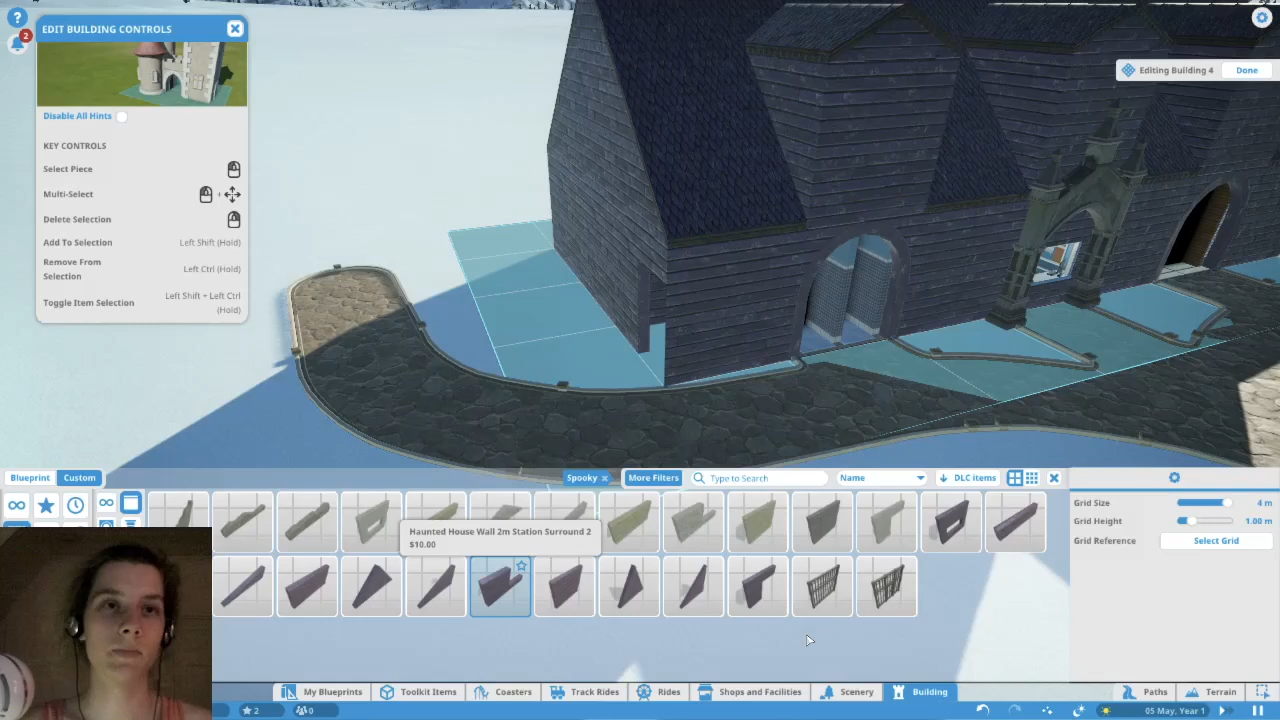 ?
2
EDIT BUILDING CONTROLS
Disable All Hints
KEY CONTROLS
Select Piece
Multi-Select +
Delete Selection
Add To Selection Left Shift (Hold)
Remove From Selection Left Ctrl (Hold)
Toggle Item Selection Left Shift + Left Ctrl (Hold)
Editing Building 4 Done
Blueprint Custom
Spooky × More Filters Type to Search Name DLC items
Haunted House Wall 2m Station Surround 2
$10.00
Grid Size 4 m
Grid Height 1.00 m
Grid Reference Select Grid
My Blueprints Toolkit Items Coasters Track Rides Rides Shops and Facilities Scenery Building Paths Terrain
2 0 05 May, Year 1